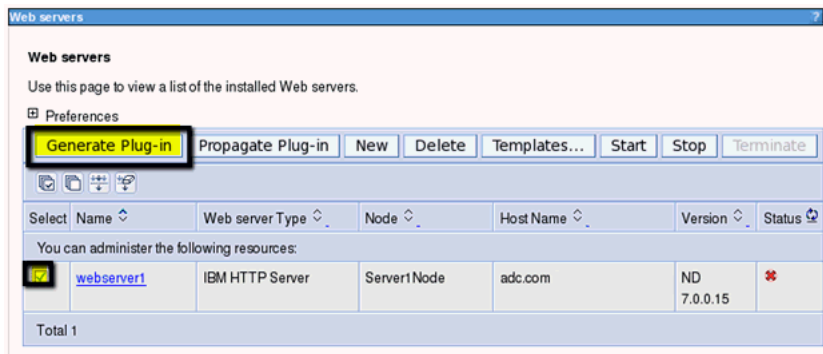 Web servers ?
Web servers
Use this page to view a list of the installed Web servers.
Preferences
Generate Plug-in Propagate Plug-in New Delete Templates... Start Stop Terminate
Select Name Web server Type Node Host Name Version Status
You can administer the following resources:
webserver1 IBM HTTP Server Server1Node adc.com ND
7.0.0.15
Total 1